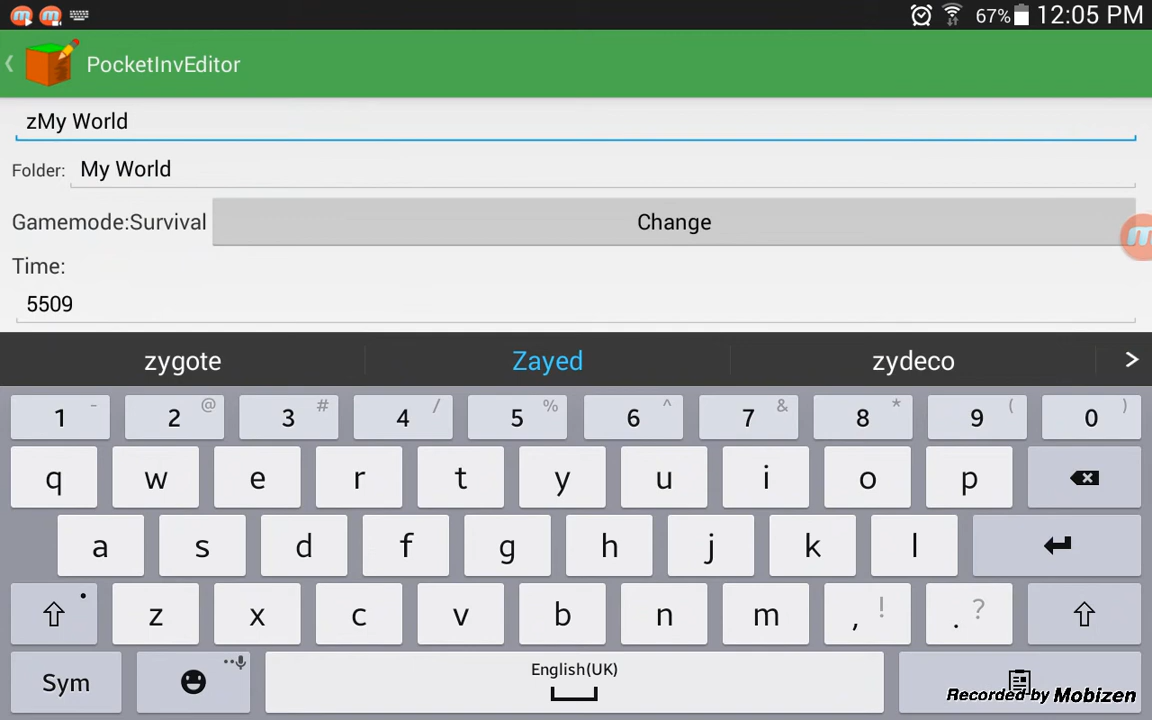 67% 12:05 PM
PocketInvEditor
zMy World
Folder: My World
Gamemode:Survival Change
Time:
5509
zygote Zayed zydeco >
1 - 2 @ 3 # 4 / 5 % 6 ^ 7 & 8 * 9 ( 0 )
q w e r t y u i o p
a s d f g h j k l
z x c v b n m , ! . ?
Sym English(UK)
Recorded by Mobizen